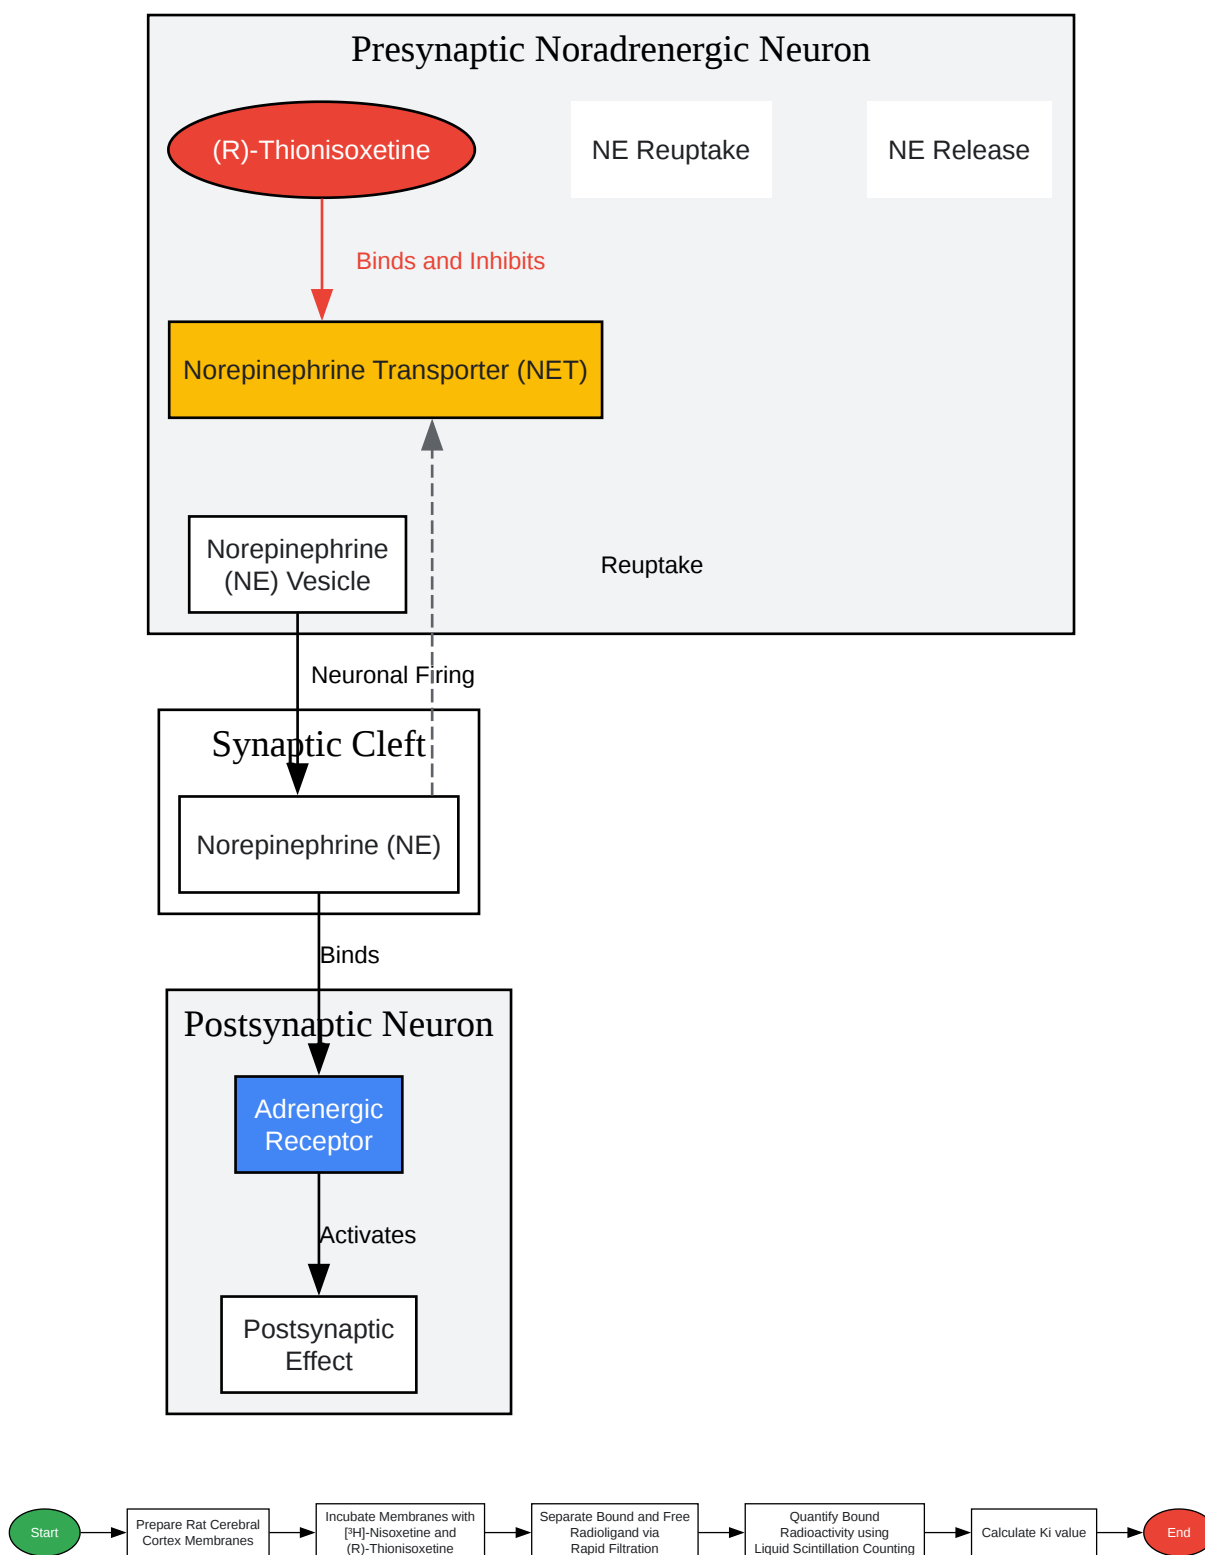 Presynaptic Noradrenergic Neuron
(R)-Thionisoxetine
NE Reuptake
NE Release
Binds and Inhibits
Norepinephrine Transporter (NET)
Norepinephrine
(NE) Vesicle
Reuptake
Neuronal Firing
Synaptic Cleft
Norepinephrine (NE)
Binds
Postsynaptic Neuron
Adrenergic
Receptor
Activates
Postsynaptic
Effect
Start
Prepare Rat Cerebral
Cortex Membranes
Incubate Membranes with
[³H]-Nisoxetine and
(R)-Thionisoxetine
Separate Bound and Free
Radioligand via
Rapid Filtration
Quantify Bound
Radioactivity using
Liquid Scintillation Counting
Calculate Ki value
End